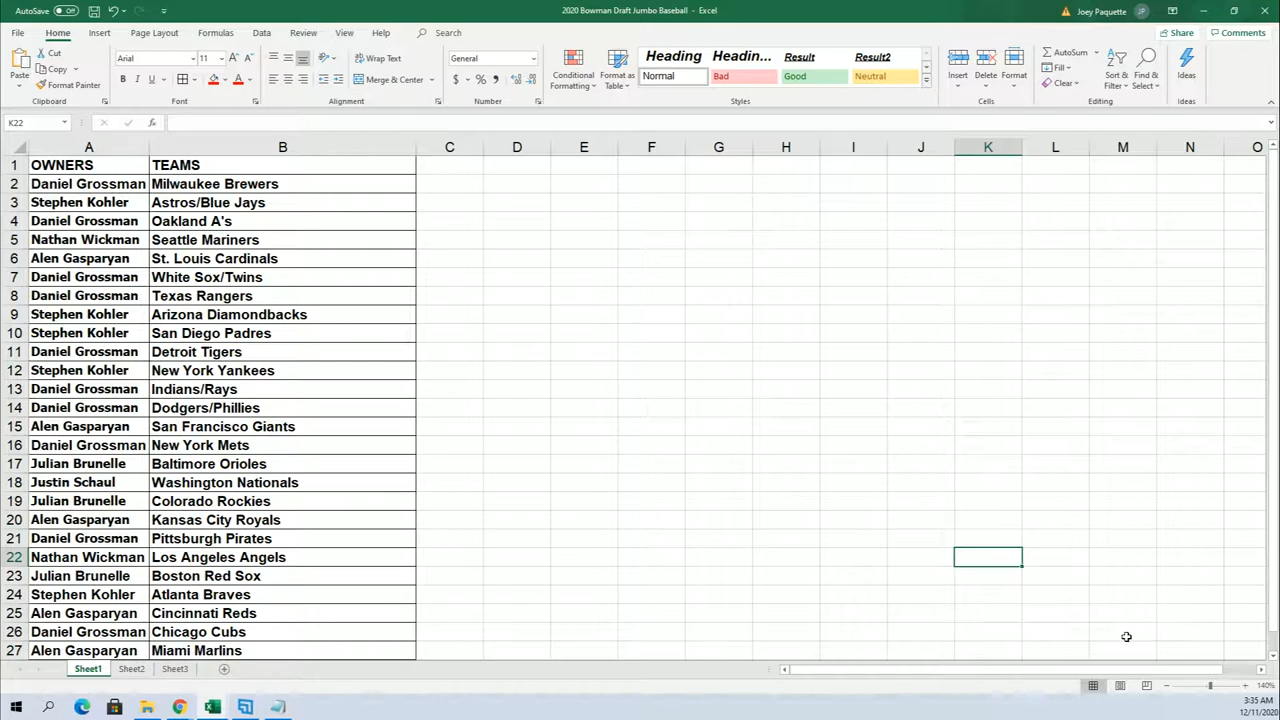 AutoSave Off 2020 Bowman Draft Jumbo Baseball - Excel Joey Paquette JP
File Home Insert Page Layout Formulas Data Review View Help Search Share Comments
Paste Cut Copy Format Painter Clipboard
Arial 11 B I U Font
Wrap Text Merge & Center Alignment
General $ % Number
Conditional Formatting Format as Table
Heading Headin... Result Result2
Normal Bad Good Neutral
Styles
Insert Delete Format Cells
AutoSum Fill Clear Sort & Filter Find & Select Editing
Ideas Ideas
K22 fx
A B C D E F G H I J K L M N O
1 OWNERS TEAMS
2 Daniel Grossman Milwaukee Brewers
3 Stephen Kohler Astros/Blue Jays
4 Daniel Grossman Oakland A's
5 Nathan Wickman Seattle Mariners
6 Alen Gasparyan St. Louis Cardinals
7 Daniel Grossman White Sox/Twins
8 Daniel Grossman Texas Rangers
9 Stephen Kohler Arizona Diamondbacks
10 Stephen Kohler San Diego Padres
11 Daniel Grossman Detroit Tigers
12 Stephen Kohler New York Yankees
13 Daniel Grossman Indians/Rays
14 Daniel Grossman Dodgers/Phillies
15 Alen Gasparyan San Francisco Giants
16 Daniel Grossman New York Mets
17 Julian Brunelle Baltimore Orioles
18 Justin Schaul Washington Nationals
19 Julian Brunelle Colorado Rockies
20 Alen Gasparyan Kansas City Royals
21 Daniel Grossman Pittsburgh Pirates
22 Nathan Wickman Los Angeles Angels
23 Julian Brunelle Boston Red Sox
24 Stephen Kohler Atlanta Braves
25 Alen Gasparyan Cincinnati Reds
26 Daniel Grossman Chicago Cubs
27 Alen Gasparyan Miami Marlins
Sheet1 Sheet2 Sheet3
140%
3:35 AM
12/11/2020